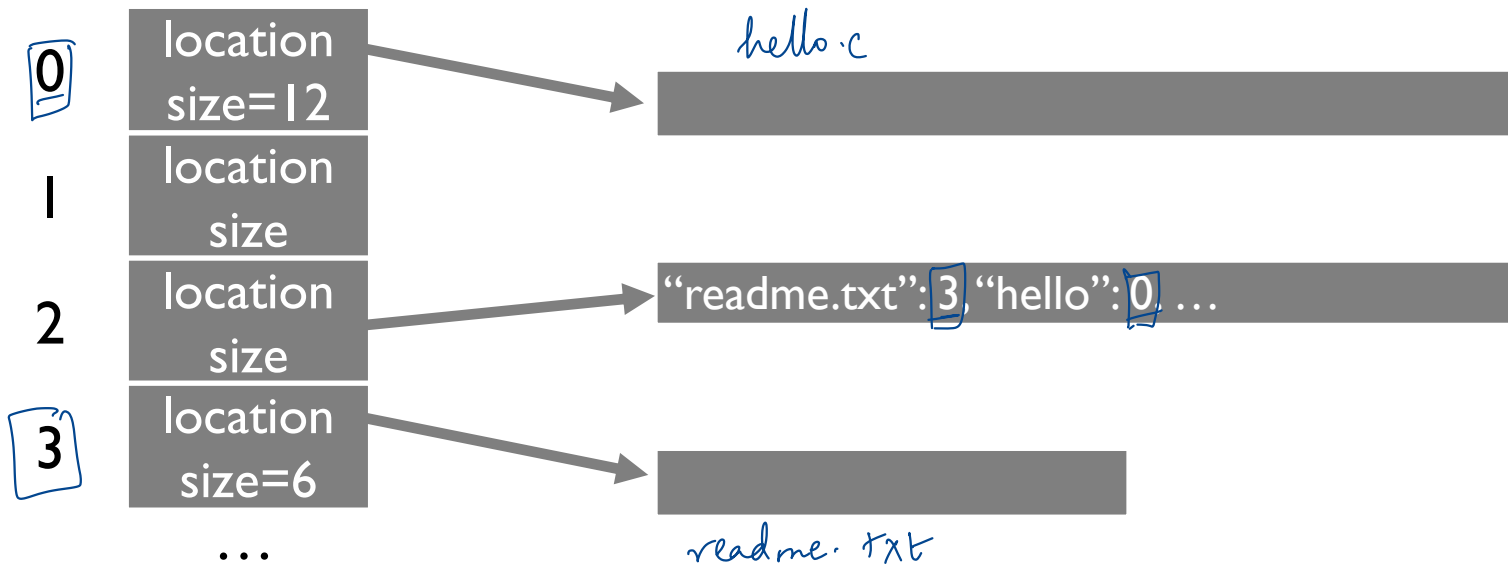 hello.c
0
location
size=12
1
location
size
2
location
size
“readme.txt”: 3, “hello”: 0, …
3
location
size=6
…
readme. txt